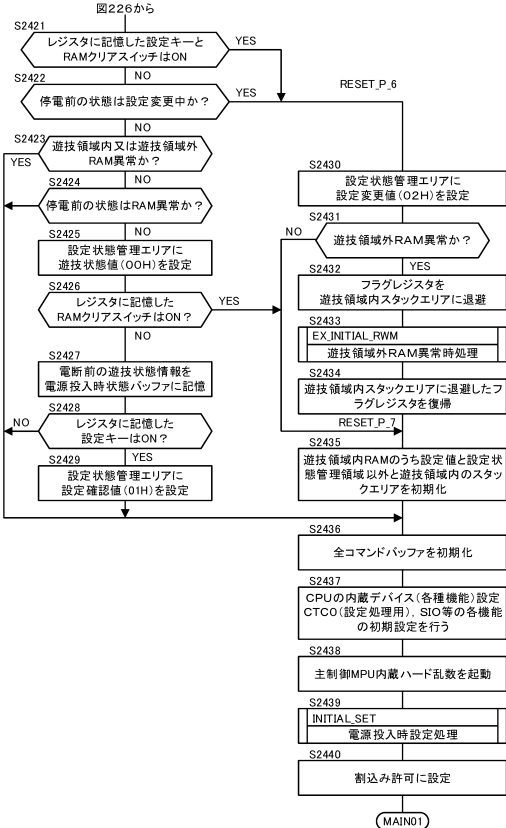 図226から
S2421
レジスタに記憶した設定キーと
RAMクリアスイッチはON
YES
NO
S2422
停電前の状態は設定変更中か？
YES
RESET_P_6
NO
S2423
遊技領域内又は遊技領域外
RAM異常か？
YES
NO
S2424
停電前の状態はRAM異常か？
NO
S2425
設定状態管理エリアに
遊技状態値（00H）を設定
S2426
レジスタに記憶した
RAMクリアスイッチはON？
YES
NO
S2427
電断前の遊技状態情報を
電源投入時状態バッファに記憶
S2428
レジスタに記憶した
設定キーはON？
NO
YES
S2429
設定状態管理エリアに
設定確認値（01H）を設定
S2430
設定状態管理エリアに
設定変更値（02H）を設定
S2431
遊技領域外RAM異常か？
NO
YES
S2432
フラグレジスタを
遊技領域内スタックエリアに退避
S2433
EX_INITIAL_RWM
遊技領域外RAM異常時処理
S2434
遊技領域内スタックエリアに退避したフ
ラグレジスタを復帰
RESET_P_7
S2435
遊技領域内RAMのうち設定値と設定状
態管理領域以外と遊技領域内のスタッ
クエリアを初期化
S2436
全コマンドバッファを初期化
S2437
CPUの内蔵デバイス（各種機能）設定
CTC0（設定処理用），SIO等の各機能
の初期設定を行う
S2438
主制御MPU内蔵ハード乱数を起動
S2439
INITIAL_SET
電源投入時設定処理
S2440
割込み許可に設定
MAIN01